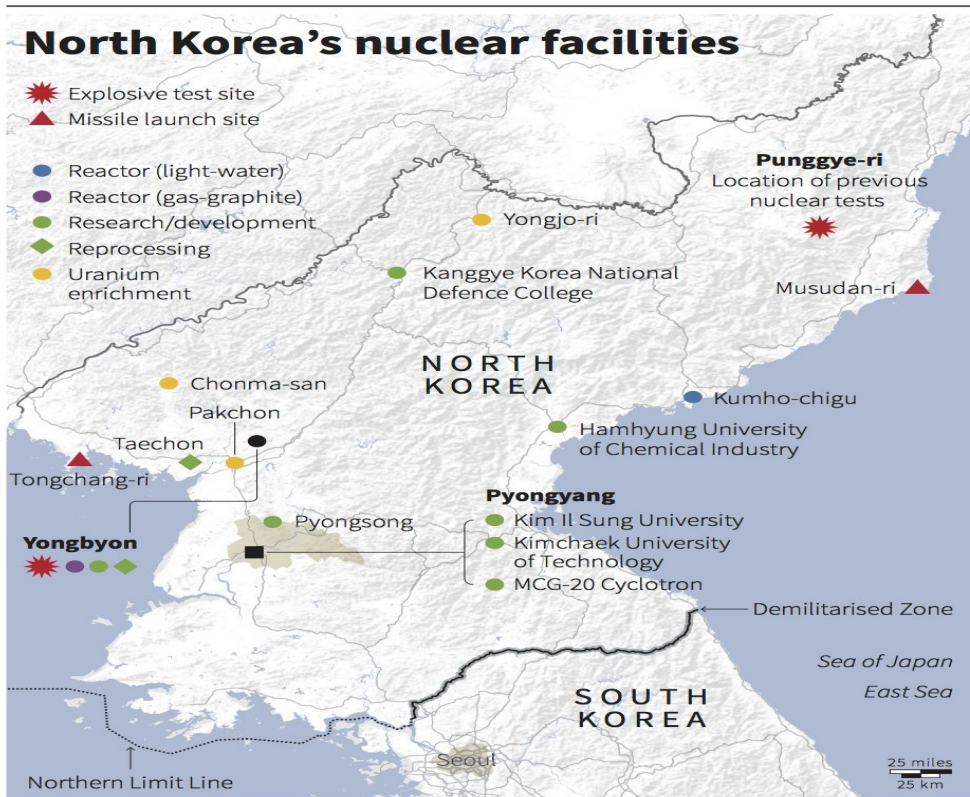 North Korea's nuclear facilities
Explosive test site
Missile launch site
Reactor (light-water)
Reactor (gas-graphite)
Research/development
Reprocessing
Uranium
enrichment
Punggye-ri
Location of previous
nuclear tests
Yongjo-ri
Kanggye Korea National
Defence College
Musudan-ri
NORTH
KOREA
Chonma-san
Kumho-chigu
Pakchon
Hamhyung University
of Chemical Industry
Taechon
Tongchang-ri
Pyongyang
Kim Il Sung University
Kimchaek University
of Technology
MCG-20 Cyclotron
Pyongsong
Yongbyon
Demilitarised Zone
Sea of Japan
East Sea
SOUTH
KOREA
Seoul
Northern Limit Line
25 miles
25 km